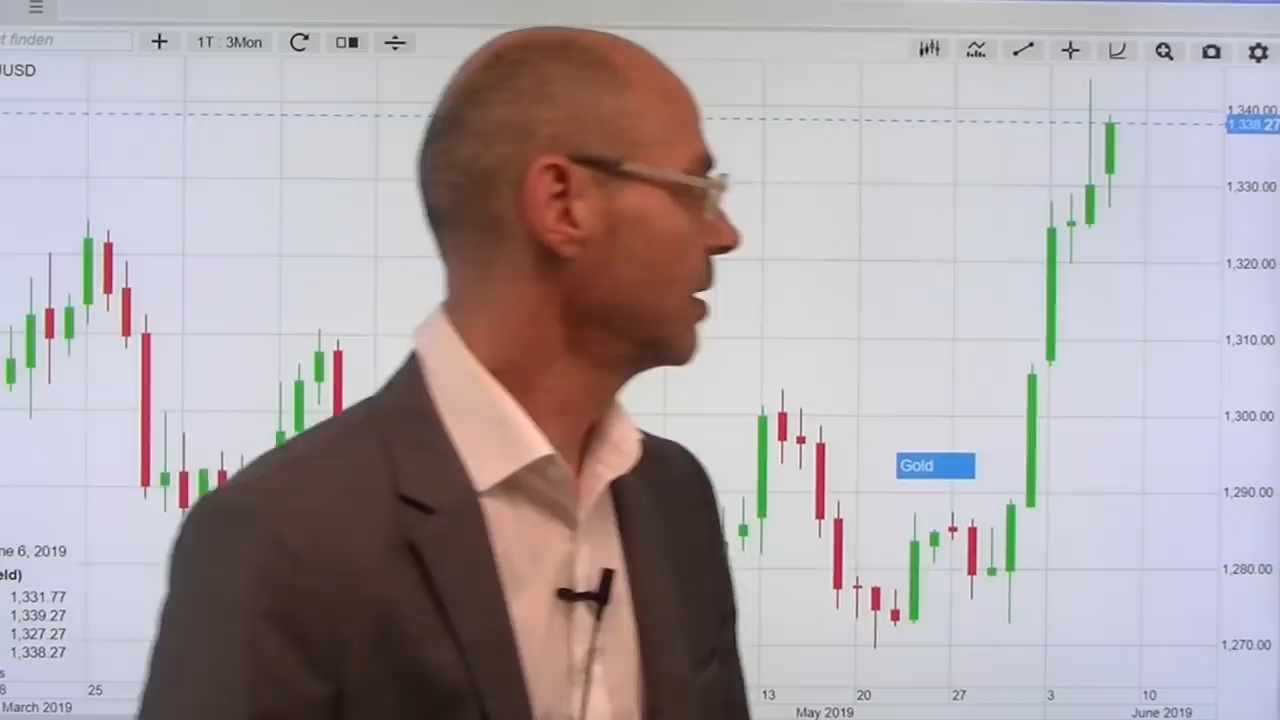 t finden
1T : 3Mon
USD
1,340.00
1,338.27
1,330.00
1,320.00
1,310.00
1,300.00
Gold
1,290.00
ne 6, 2019
1,280.00
eld)
1,331.77
1,339.27
1,327.27
1,270.00
1,338.27
s
8
25
13
20
27
3
10
March 2019
May 2019
June 2019